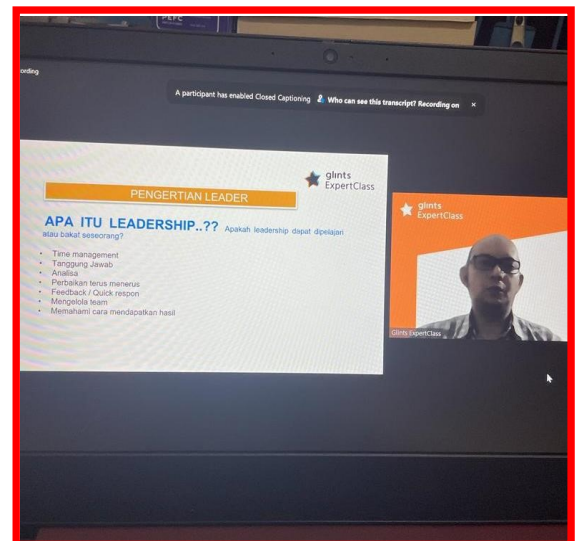 PEFC
ording
A participant has enabled Closed Captioning Who can see this transcript? Recording on ×
glints
ExpertClass
PENGERTIAN LEADER
APA ITU LEADERSHIP..?? Apakah leadership dapat dipelajari
atau bakat seseorang?
• Time management
• Tanggung Jawab
• Analisa
• Perbaikan terus menerus
• Feedback / Quick respon
• Mengelola team
• Memahami cara mendapatkan hasil
glints
ExpertClass
Glints ExpertClass